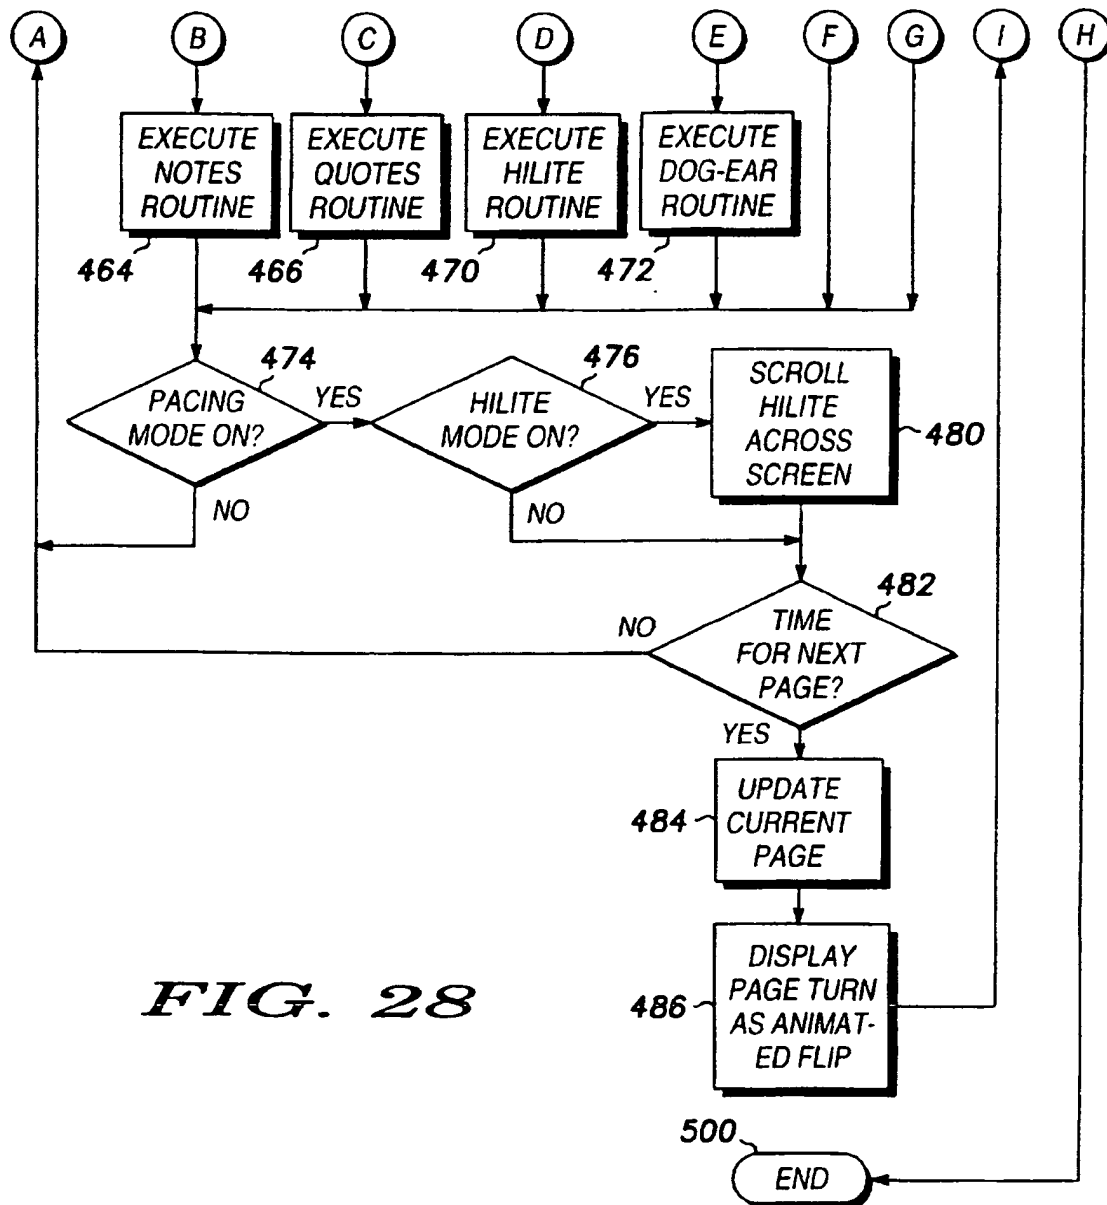 A B C D E F G I H
EXECUTE
NOTES
ROUTINE
464
EXECUTE
QUOTES
ROUTINE
466
EXECUTE
HILITE
ROUTINE
470
EXECUTE
DOG-EAR
ROUTINE
472
PACING
MODE ON?
474
YES
NO
HILITE
MODE ON?
476
YES
NO
SCROLL
HILITE
ACROSS
SCREEN
480
TIME
FOR NEXT
PAGE?
482
NO
YES
UPDATE
CURRENT
PAGE
484
DISPLAY
PAGE TURN
AS ANIMAT-
ED FLIP
486
FIG. 28
500
END